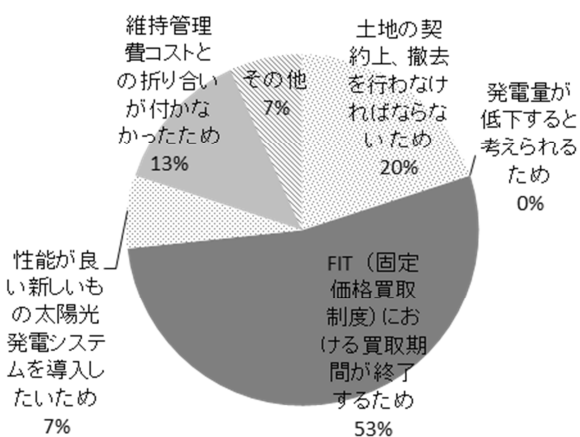 維持管理
費コストと
の折り合い
が付かな
かったため
13%
その他
7%
土地の契
約上、撤去
を行わなけ
ればならな
いため
20%
発電量が
低下すると
考えられる
ため
0%
FIT（固定
価格買取
制度）にお
ける買取期
間が終了
するため
53%
性能が良
い新しいも
の太陽光
発電システ
ムを導入し
たいため
7%